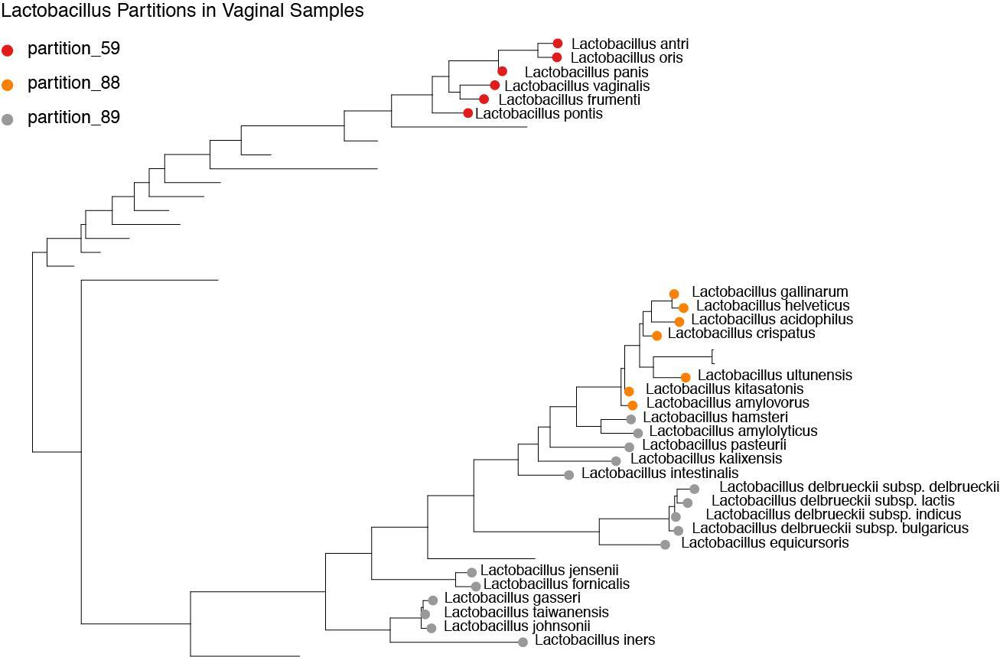 Lactobacillus Partitions in Vaginal Samples
partition_59
partition_88
partition_89
Lactobacillus antri
Lactobacillus oris
Lactobacillus panis
Lactobacillus vaginalis
Lactobacillus frumenti
Lactobacillus pontis
Lactobacillus gallinarum
Lactobacillus helveticus
Lactobacillus acidophilus
Lactobacillus crispatus
Lactobacillus ultunensis
Lactobacillus kitasatonis
Lactobacillus amylovorus
Lactobacillus hamsteri
Lactobacillus amylolyticus
Lactobacillus pasteurii
Lactobacillus kalixensis
Lactobacillus intestinalis
Lactobacillus delbrueckii subsp. delbrueckii
Lactobacillus delbrueckii subsp. lactis
Lactobacillus delbrueckii subsp. indicus
Lactobacillus delbrueckii subsp. bulgaricus
Lactobacillus equicursoris
Lactobacillus jensenii
Lactobacillus fornicalis
Lactobacillus gasseri
Lactobacillus taiwanensis
Lactobacillus johnsonii
Lactobacillus iners